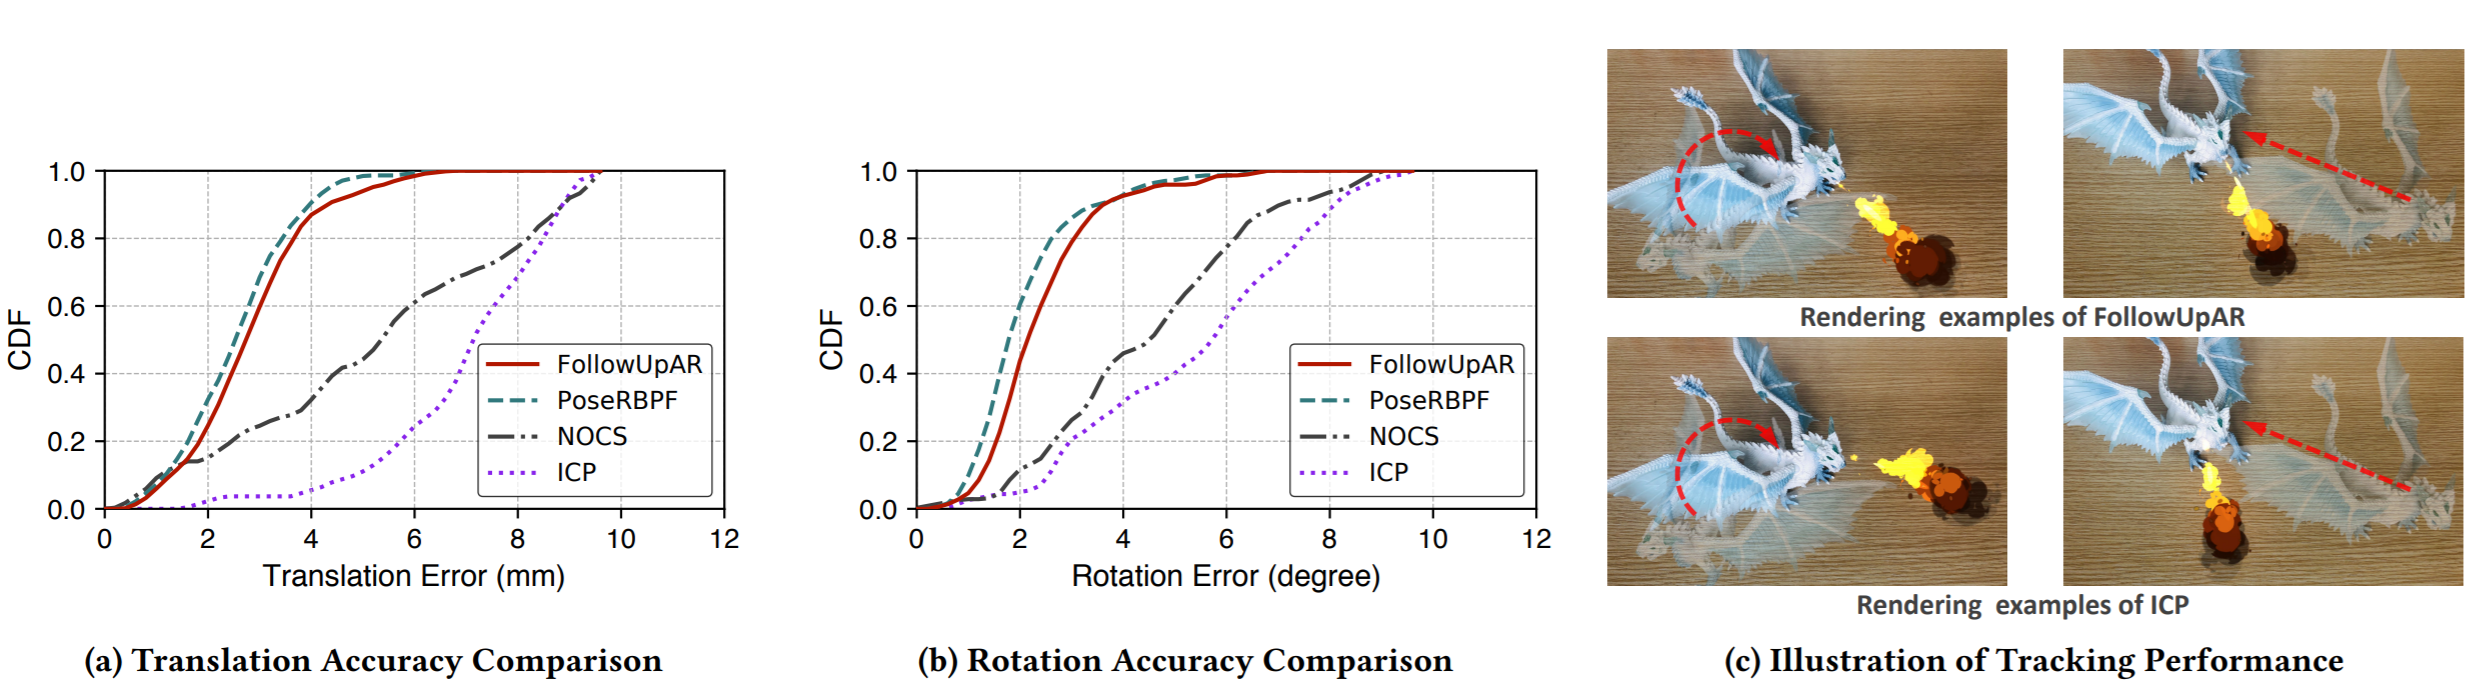 1.0
0.8
0.6
0.4
0.2
0.0
CDF
0 2 4 6 8 10 12
Translation Error (mm)
FollowUpAR
PoseRBPF
NOCS
ICP
(a) Translation Accuracy Comparison
1.0
0.8
0.6
0.4
0.2
0.0
CDF
0 2 4 6 8 10 12
Rotation Error (degree)
FollowUpAR
PoseRBPF
NOCS
ICP
(b) Rotation Accuracy Comparison
Rendering examples of FollowUpAR
Rendering examples of ICP
(c) Illustration of Tracking Performance